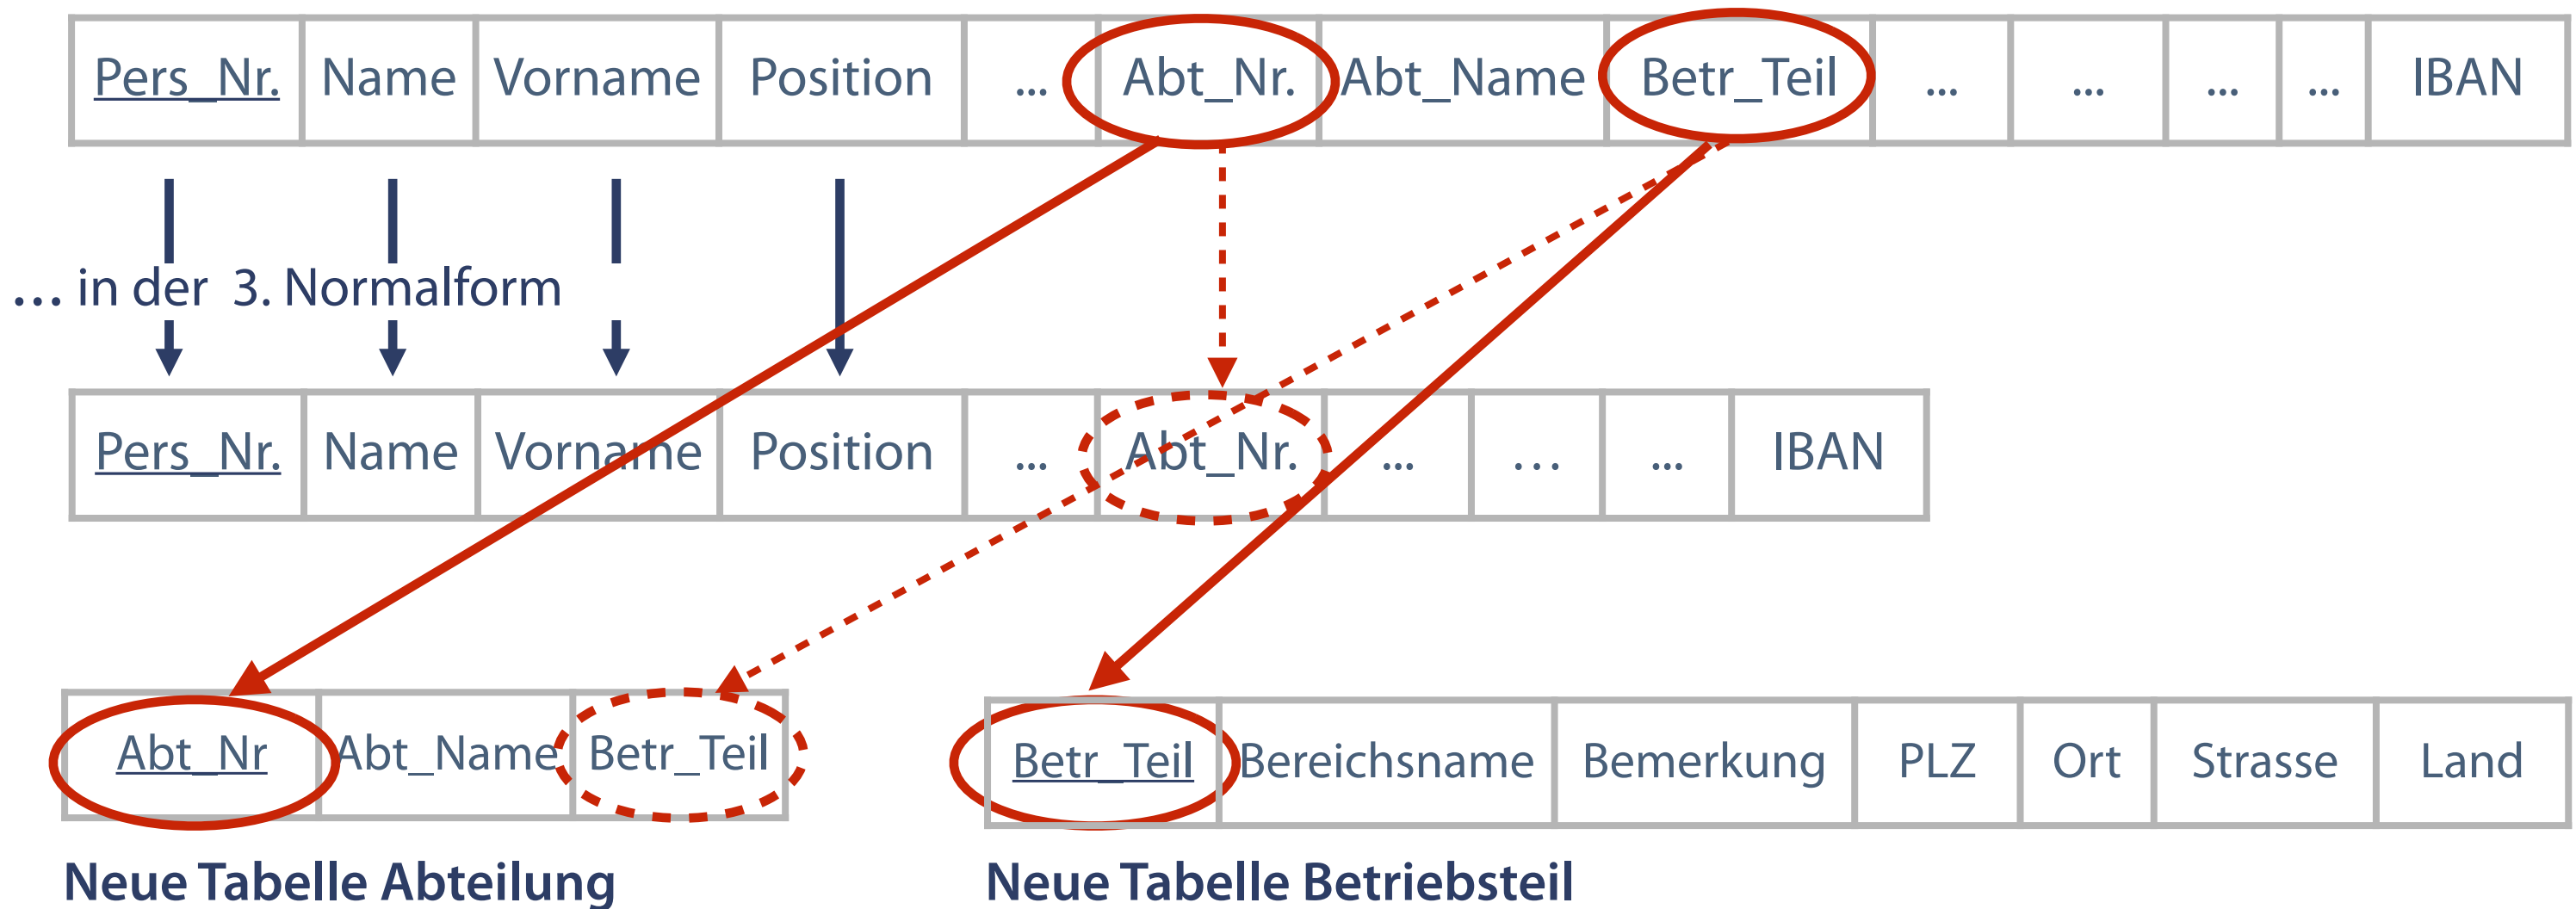 Pers_Nr. Name Vorname Position ... Abt_Nr. Abt_Name Betr_Teil ... ... ... ... IBAN
... in der 3. Normalform
Pers_Nr. Name Vorname Position ... Abt_Nr. ... ... ... IBAN
Abt_Nr Abt_Name Betr_Teil
Betr_Teil Bereichsname Bemerkung PLZ Ort Strasse Land
Neue Tabelle Abteilung
Neue Tabelle Betriebsteil